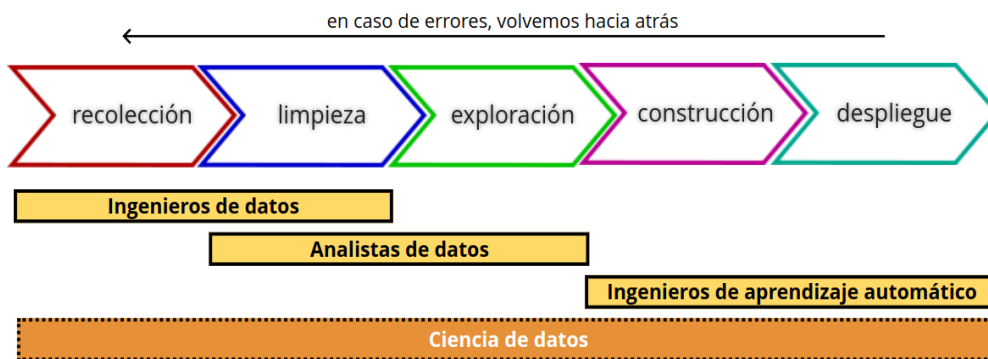 en caso de errores, volvemos hacia atrás
recolección limpieza exploración construcción despliegue
Ingenieros de datos
Analistas de datos
Ingenieros de aprendizaje automático
Ciencia de datos